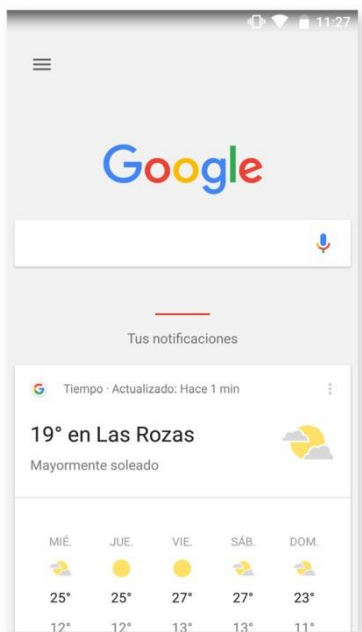 11:27
Google
Tus notificaciones
Tiempo · Actualizado: Hace 1 min
19° en Las Rozas
Mayormente soleado
MIÉ. JUE. VIE. SÁB. DOM.
25° 25° 27° 27° 23°
12° 12° 13° 13° 11°